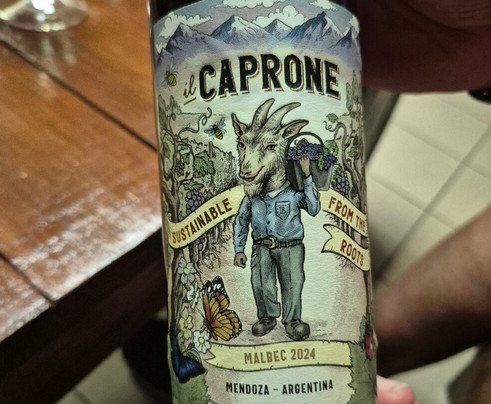 il CAPRONE
SUSTAINABLE
FROM THE
ROOTS
MALBEC 2024
MENDOZA - ARGENTINA